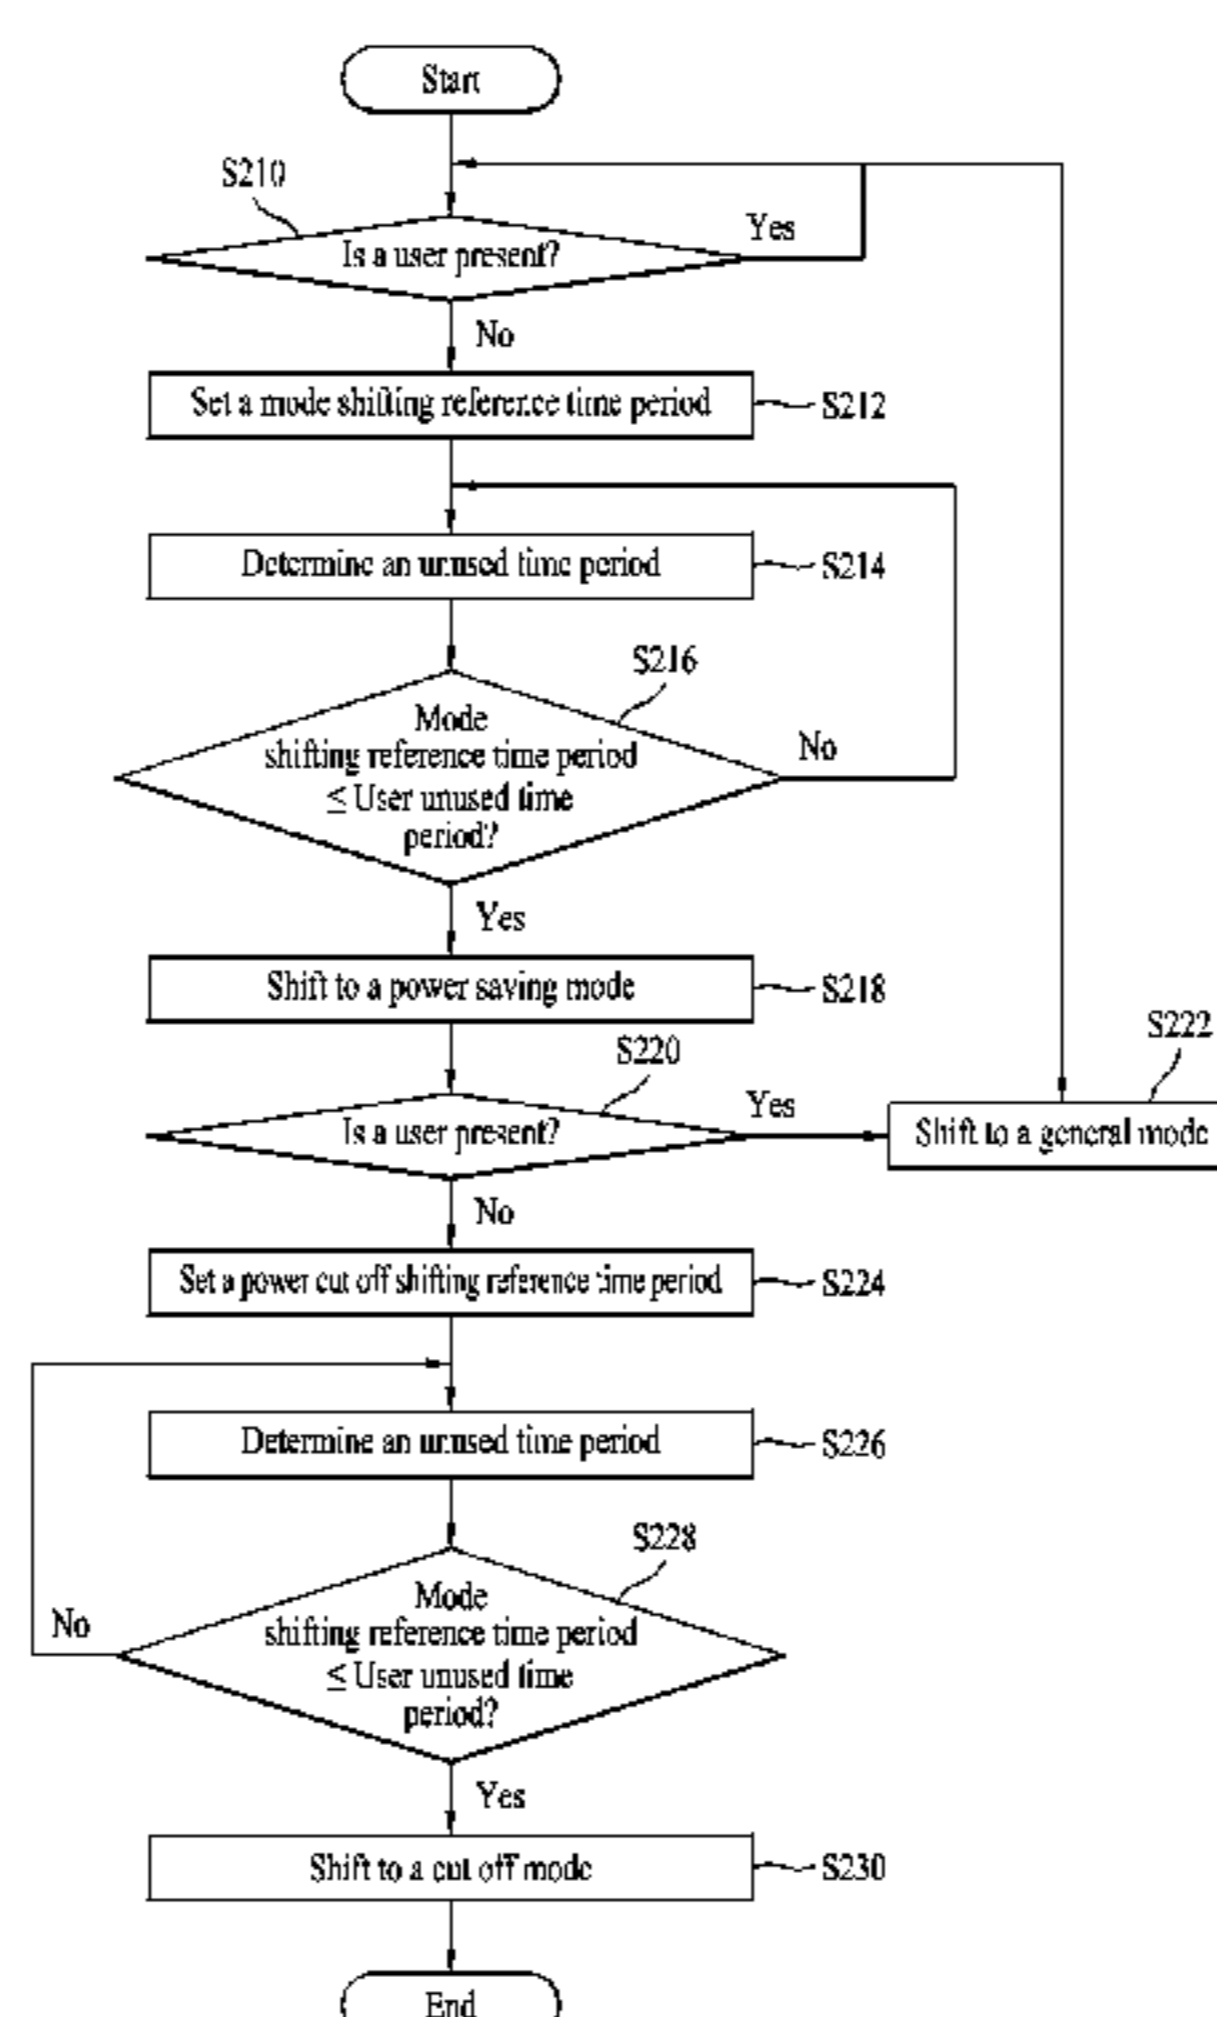 Start
S210
Is a user present?
Yes
No
Set a mode shifting reference time period
S212
Determine an unused time period
S214
S216
Mode
shifting reference time period
≤ User unused time
period?
No
Yes
Shift to a power saving mode
S218
S220
Is a user present?
Yes
S222
Shift to a general mode
No
Set a power cut off shifting reference time period
S224
Determine an unused time period
S226
S228
Mode
shifting reference time period
≤ User unused time
period?
No
Yes
Shift to a cut off mode
S230
End